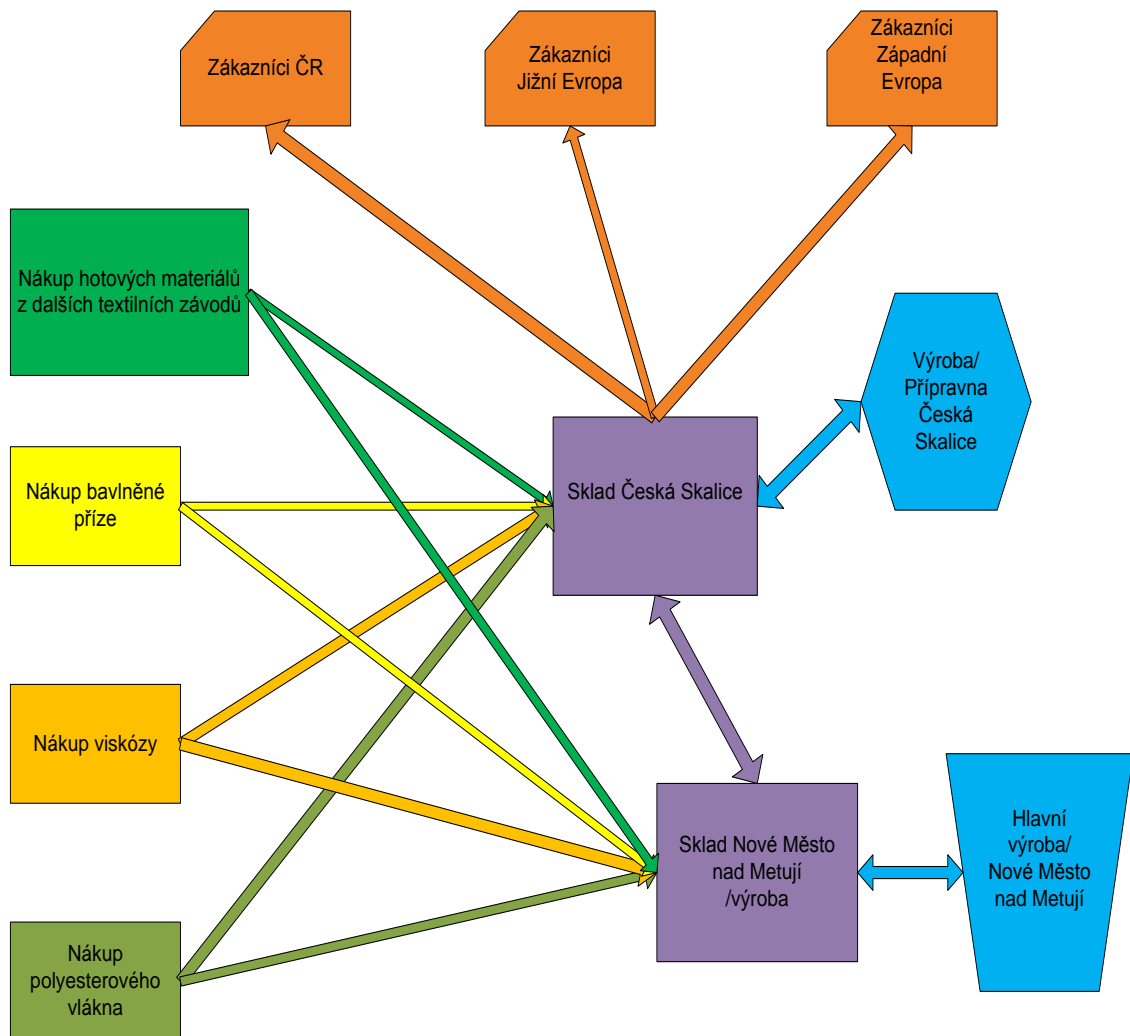 Zákazníci ČR
Zákazníci
Jižní Evropa
Zákazníci
Západní
Evropa
Nákup hotových materiálů
z dalších textilních závodů
Výroba/
Přípravna
Česká
Skalice
Nákup bavlněné
příze
Sklad Česká Skalice
Nákup viskózy
Sklad Nové Město
nad Metují
/výroba
Hlavní
výroba/
Nové Město
nad Metují
Nákup
polyesterového
vlákna